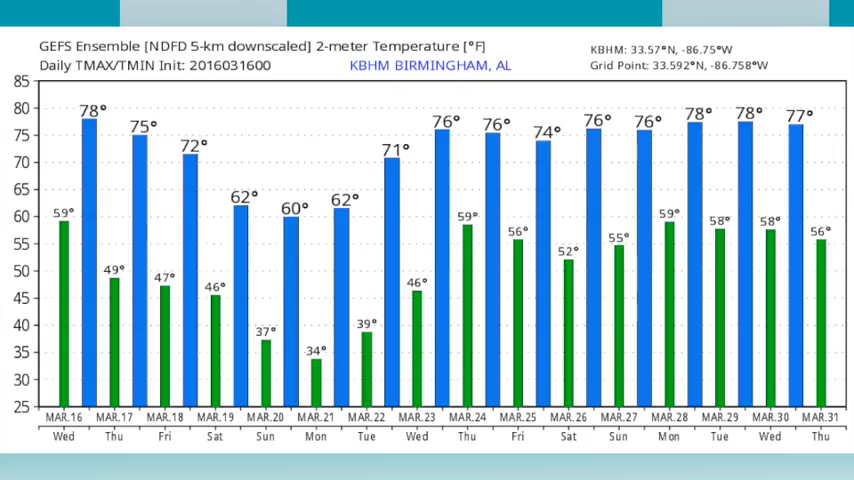 GEFS Ensemble [NDFD 5-km downscaled] 2-meter Temperature [°F]
KBHM: 33.57°N, -86.75°W
Daily TMAX/TMIN Init: 2016031600 KBHM BIRMINGHAM, AL
Grid Point: 33.592°N, -86.758°W
85
80
75
70
65
60
55
50
45
40
35
30
25
78° 75° 72° 62° 60° 62° 71° 76° 76° 74° 76° 76° 78° 78° 77°
59° 49° 47° 46° 37° 34° 39° 46° 59° 56° 52° 55° 59° 58° 58° 56°
MAR.16 MAR.17 MAR.18 MAR.19 MAR.20 MAR.21 MAR.22 MAR.23 MAR.24 MAR.25 MAR.26 MAR.27 MAR.28 MAR.29 MAR.30 MAR.31
Wed Thu Fri Sat Sun Mon Tue Wed Thu Fri Sat Sun Mon Tue Wed Thu